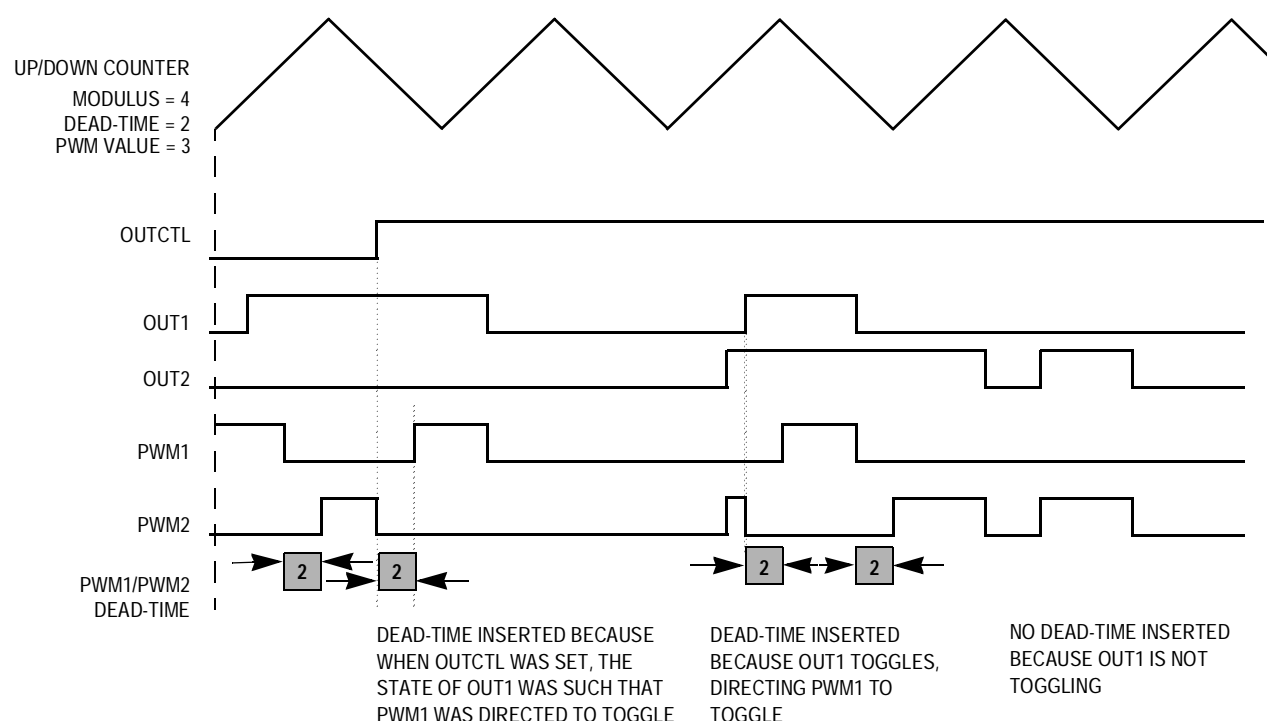 UP/DOWN COUNTER
MODULUS = 4
DEAD-TIME = 2
PWM VALUE = 3
OUTCTL
OUT1
OUT2
PWM1
PWM2
PWM1/PWM2
DEAD-TIME
2
2
2
2
DEAD-TIME INSERTED BECAUSE
WHEN OUTCTL WAS SET, THE
STATE OF OUT1 WAS SUCH THAT
PWM1 WAS DIRECTED TO TOGGLE
DEAD-TIME INSERTED
BECAUSE OUT1 TOGGLES,
DIRECTING PWM1 TO
TOGGLE
NO DEAD-TIME INSERTED
BECAUSE OUT1 IS NOT
TOGGLING